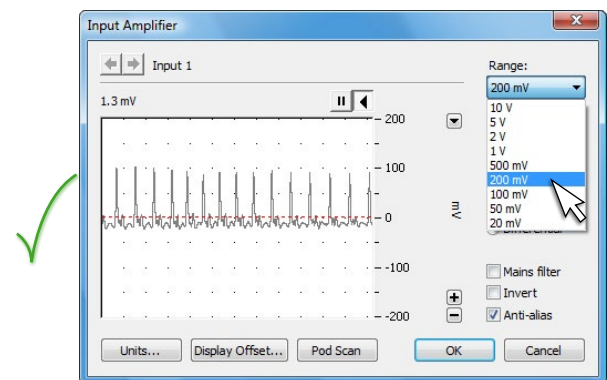 Input Amplifier
Input 1
Range:
200 mV
1.3 mV
10 V
5 V
2 V
1 V
500 mV
200 mV
100 mV
50 mV
20 mV
200
100
0
-100
-200
mV
Differential
Mains filter
Invert
Anti-alias
Units...
Display Offset...
Pod Scan
OK
Cancel